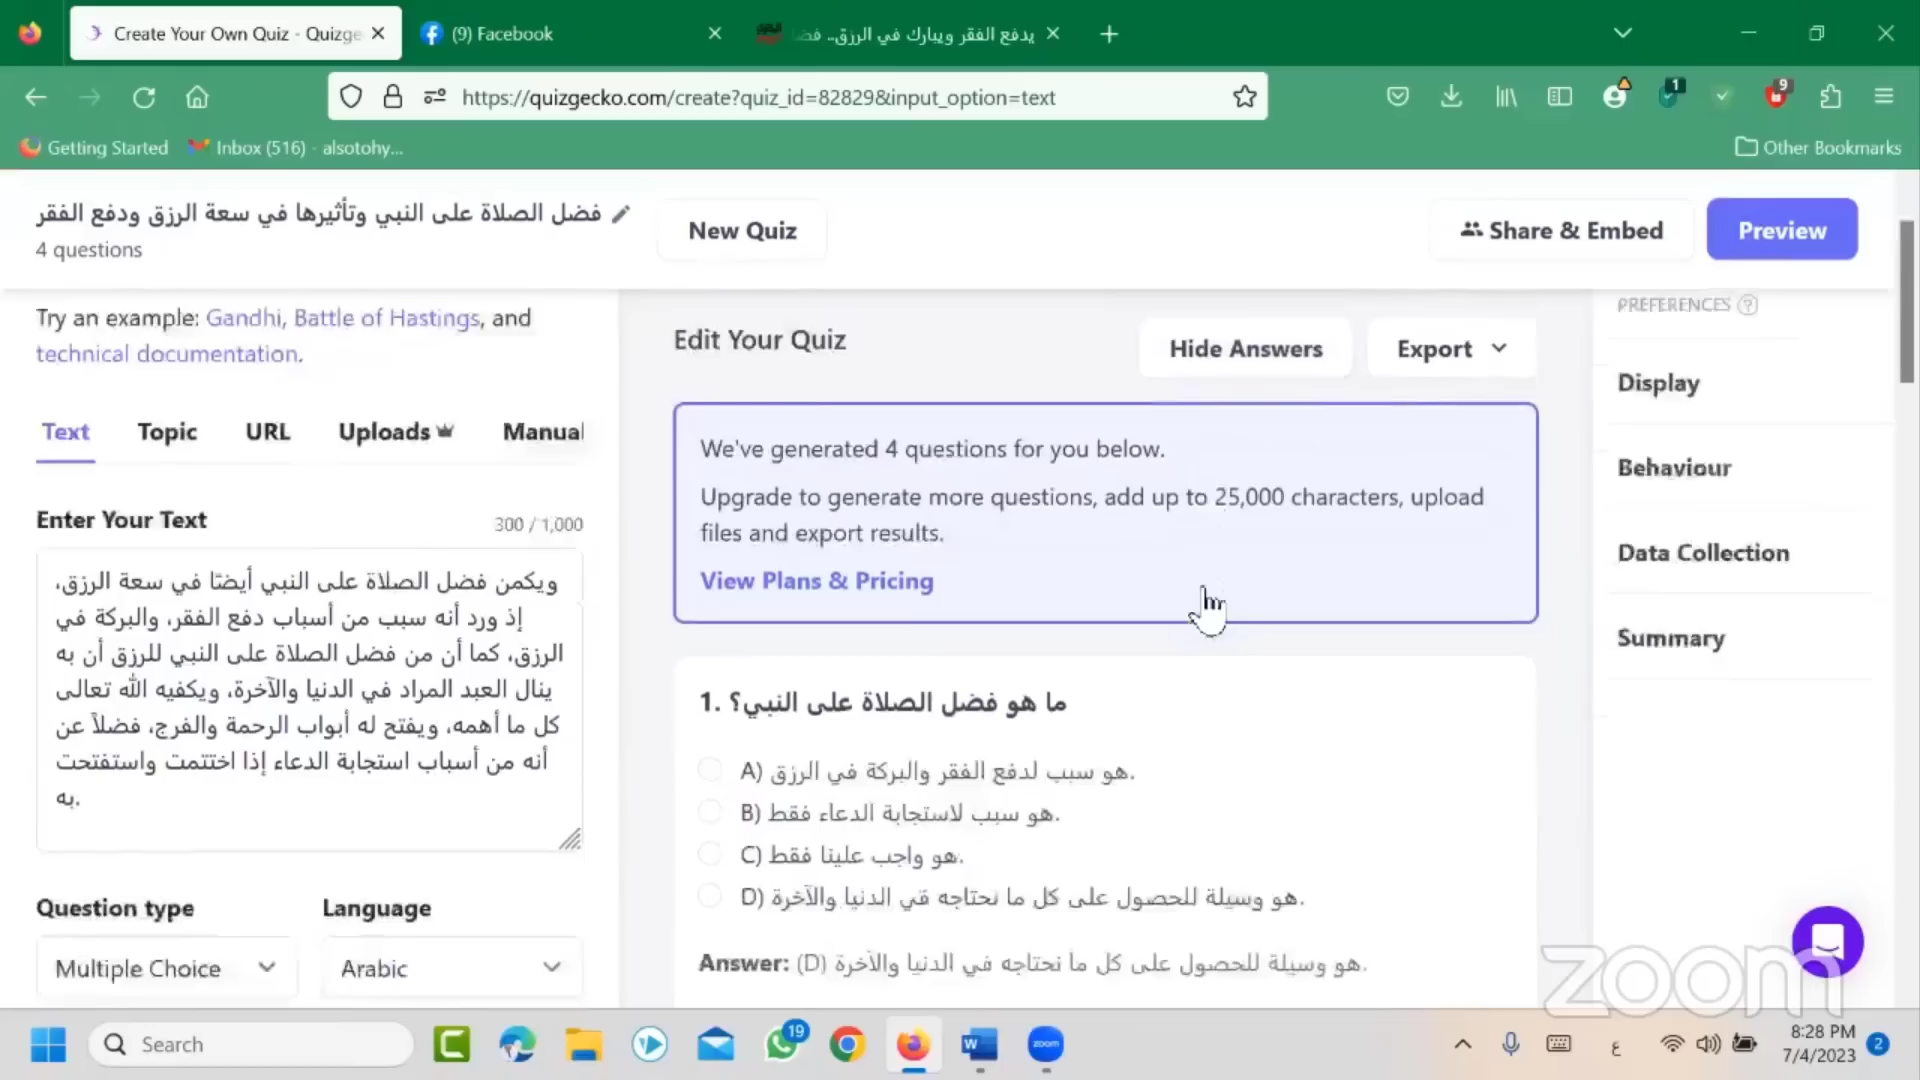 Create Your Own Quiz - Quizge
(9) Facebook
يدفع الفقر ويبارك في الرزق.. فضـ
https://quizgecko.com/create?quiz_id=82829&input_option=text
1
9
Getting Started
Inbox (516) - alsotohy...
Other Bookmarks
فضل الصلاة على النبي وتأثيرها في سعة الرزق ودفع الفقر
4 questions
New Quiz
Share & Embed
Preview
Try an example: Gandhi, Battle of Hastings, and
technical documentation.
Text
Topic
URL
Uploads
Manual
Enter Your Text
300 / 1,000
ويكمن فضل الصلاة على النبي أيضًا في سعة الرزق،
إذ ورد أنه سبب من أسباب دفع الفقر، والبركة في
الرزق، كما أن من فضل الصلاة على النبي للرزق أن به
ينال العبد المراد في الدنيا والآخرة، ويكفيه الله تعالى
كل ما أهمه، ويفتح له أبواب الرحمة والفرج، فضلاً عن
أنه من أسباب استجابة الدعاء إذا اختتمت واستفتحت
به.
Question type
Language
Multiple Choice
Arabic
Edit Your Quiz
Hide Answers
Export
We've generated 4 questions for you below.
Upgrade to generate more questions, add up to 25,000 characters, upload
files and export results.
View Plans & Pricing
1. ما هو فضل الصلاة على النبي؟
A) هو سبب لدفع الفقر والبركة في الرزق.
B) هو سبب لاستجابة الدعاء فقط.
C) هو واجب علينا فقط.
D) هو وسيلة للحصول على كل ما نحتاجه في الدنيا والآخرة.
Answer: (D) هو وسيلة للحصول على كل ما نحتاجه في الدنيا والآخرة.
PREFERENCES ?
Display
Behaviour
Data Collection
Summary
zoom
Search
19
W
zoom
ع
8:28 PM
7/4/2023
2